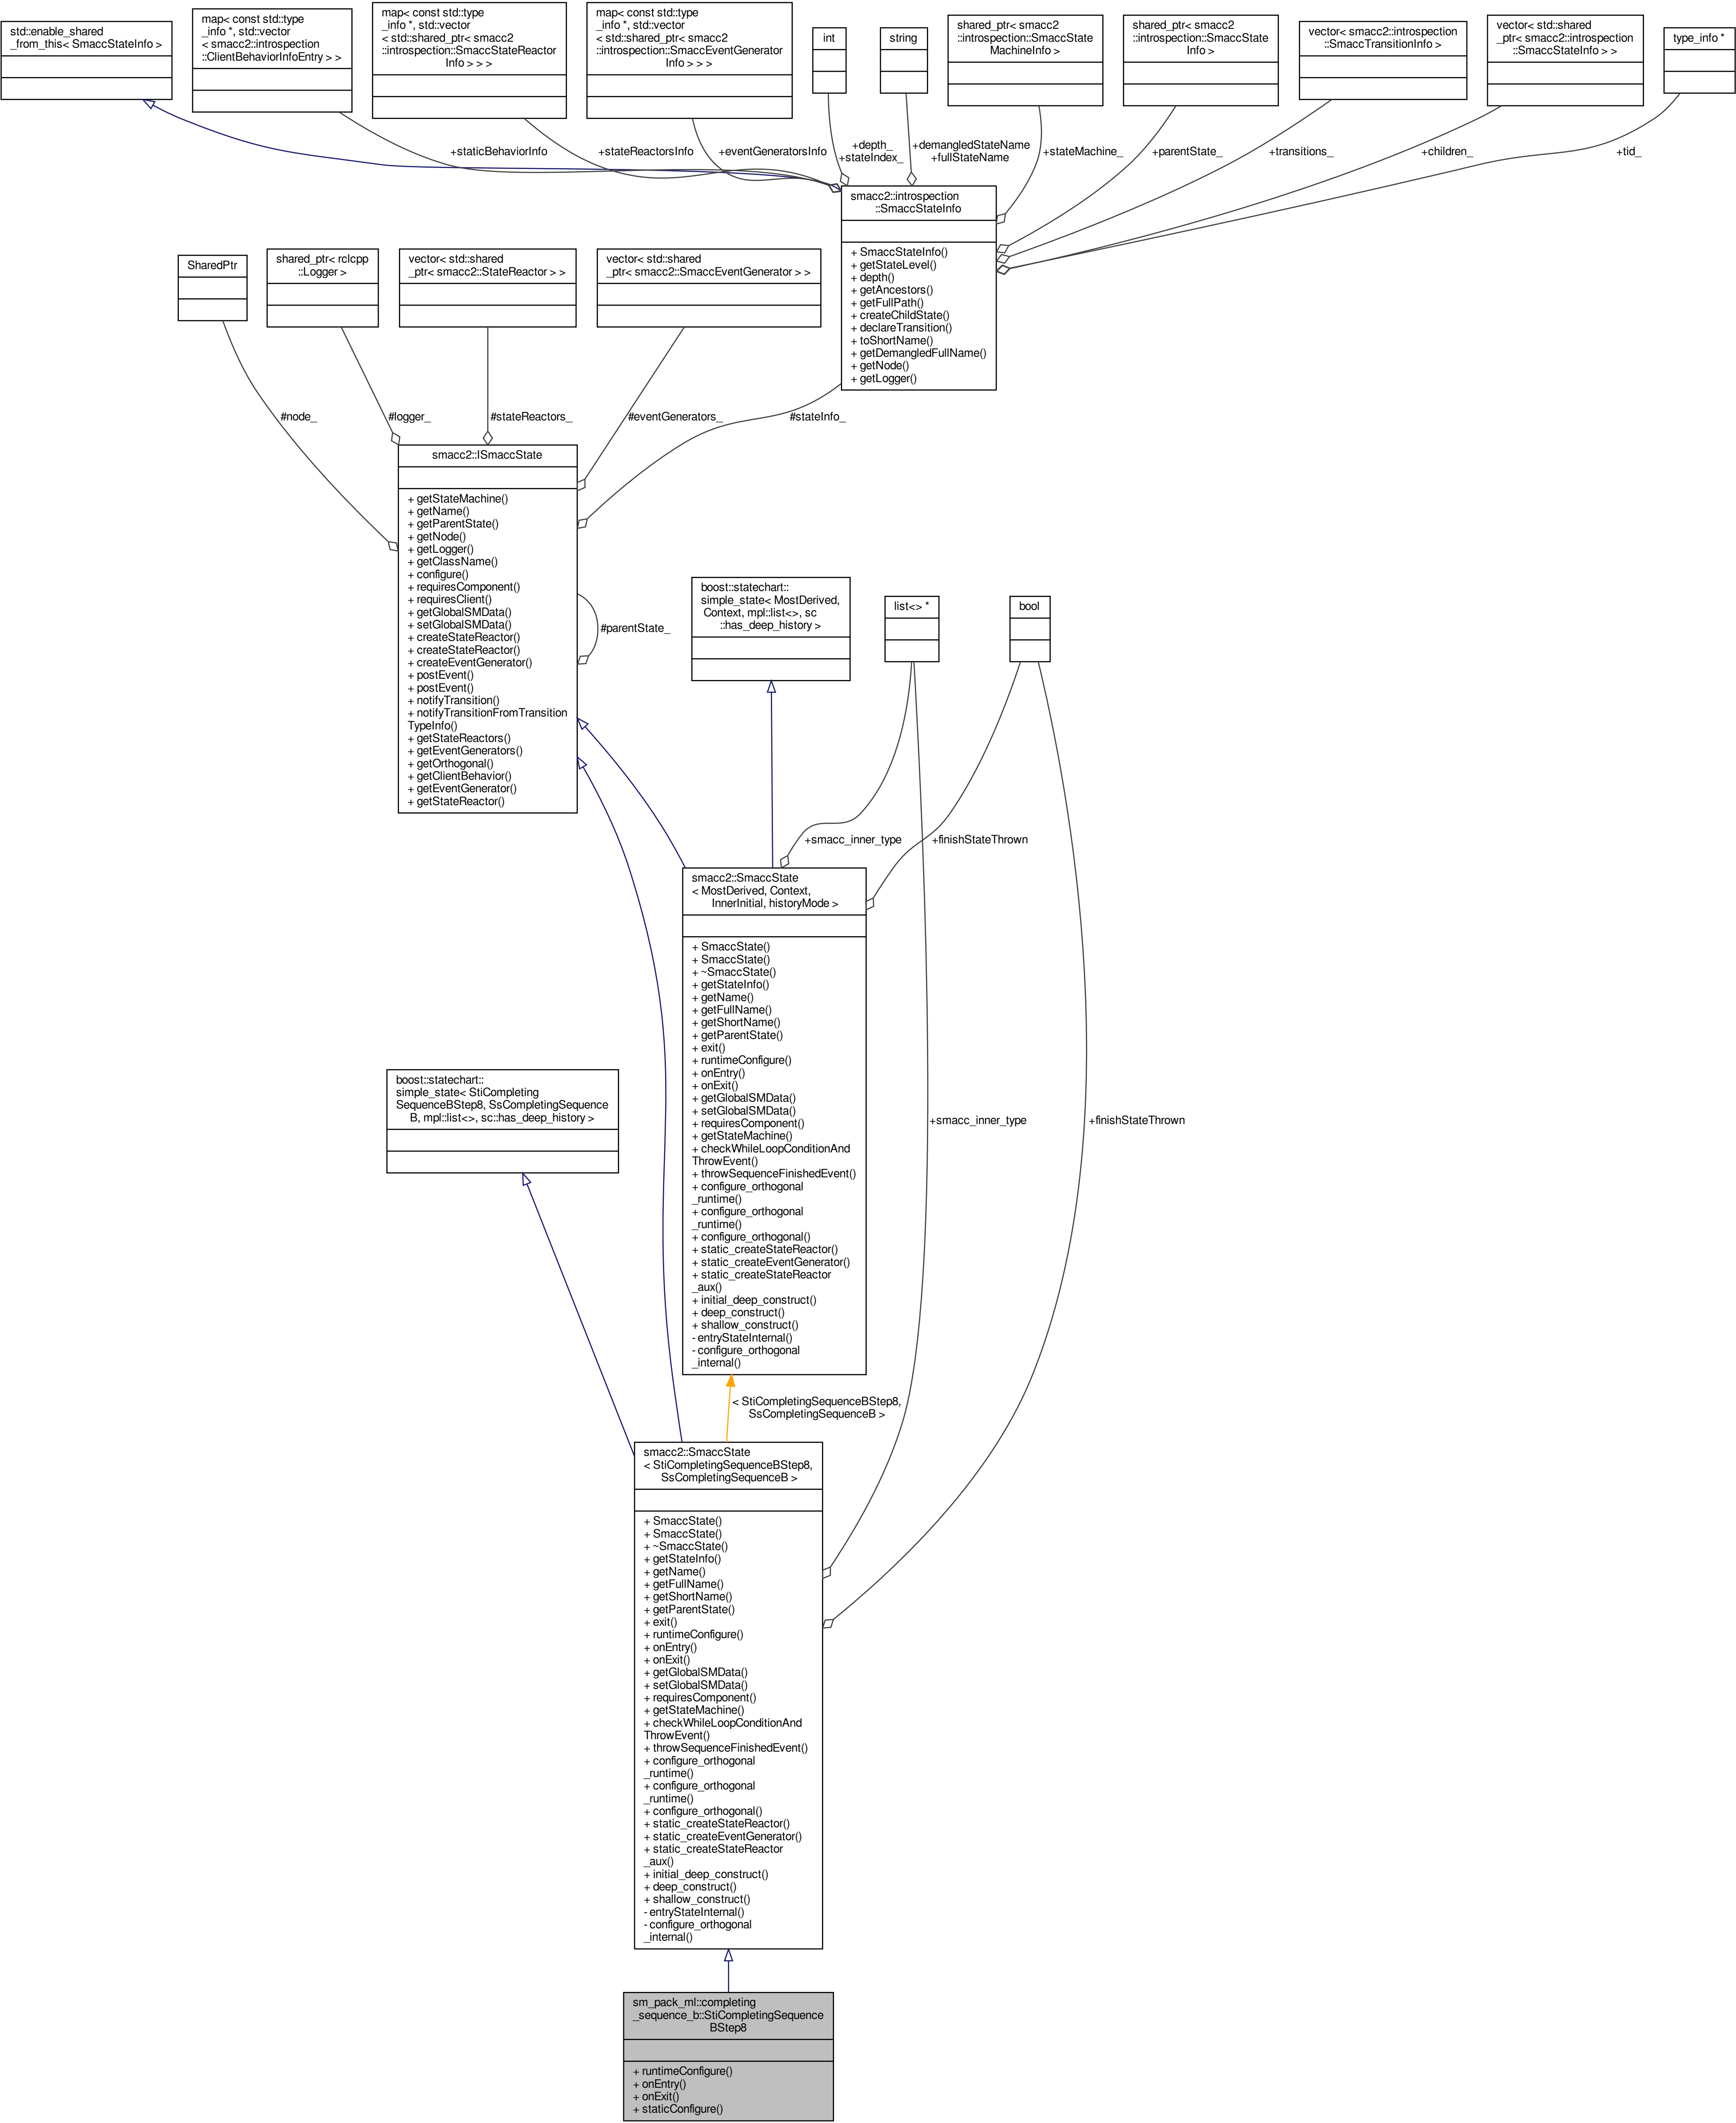 std::enable_shared
_from_this< SmaccStateInfo >
map< const std::type
_info *, std::vector
< smacc2::introspection
::ClientBehaviorInfoEntry > >
map< const std::type
_info *, std::vector
< std::shared_ptr< smacc2
::introspection::SmaccStateReactor
Info > > >
map< const std::type
_info *, std::vector
< std::shared_ptr< smacc2
::introspection::SmaccEventGenerator
Info > > >
int
string
shared_ptr< smacc2
::introspection::SmaccState
MachineInfo >
shared_ptr< smacc2
::introspection::SmaccState
Info >
vector< smacc2::introspection
::SmaccTransitionInfo >
vector< std::shared
_ptr< smacc2::introspection
::SmaccStateInfo > >
type_info *
+staticBehaviorInfo
+stateReactorsInfo
+eventGeneratorsInfo
+depth_
+stateIndex_
+demangledStateName
+fullStateName
+stateMachine_
+parentState_
+transitions_
+children_
+tid_
smacc2::introspection
::SmaccStateInfo
+ SmaccStateInfo()
+ getStateLevel()
+ depth()
+ getAncestors()
+ getFullPath()
+ createChildState()
+ declareTransition()
+ toShortName()
+ getDemangledFullName()
+ getNode()
+ getLogger()
SharedPtr
shared_ptr< rclcpp
::Logger >
vector< std::shared
_ptr< smacc2::StateReactor > >
vector< std::shared
_ptr< smacc2::SmaccEventGenerator > >
#node_
#logger_
#stateReactors_
#eventGenerators_
#stateInfo_
smacc2::ISmaccState
+ getStateMachine()
+ getName()
+ getParentState()
+ getNode()
+ getLogger()
+ getClassName()
+ configure()
+ requiresComponent()
+ requiresClient()
+ getGlobalSMData()
+ setGlobalSMData()
+ createStateReactor()
+ createStateReactor()
+ createEventGenerator()
+ postEvent()
+ postEvent()
+ notifyTransition()
+ notifyTransitionFromTransition
TypeInfo()
+ getStateReactors()
+ getEventGenerators()
+ getOrthogonal()
+ getClientBehavior()
+ getEventGenerator()
+ getStateReactor()
#parentState_
boost::statechart::
simple_state< MostDerived,
Context, mpl::list<>, sc
::has_deep_history >
list<> *
bool
+smacc_inner_type
+finishStateThrown
smacc2::SmaccState
< MostDerived, Context,
InnerInitial, historyMode >
+ SmaccState()
+ SmaccState()
+ ~SmaccState()
+ getStateInfo()
+ getName()
+ getFullName()
+ getShortName()
+ getParentState()
+ exit()
+ runtimeConfigure()
+ onEntry()
+ onExit()
+ getGlobalSMData()
+ setGlobalSMData()
+ requiresComponent()
+ getStateMachine()
+ checkWhileLoopConditionAnd
ThrowEvent()
+ throwSequenceFinishedEvent()
+ configure_orthogonal
_runtime()
+ configure_orthogonal
_runtime()
+ configure_orthogonal()
+ static_createStateReactor()
+ static_createEventGenerator()
+ static_createStateReactor
_aux()
+ initial_deep_construct()
+ deep_construct()
+ shallow_construct()
- entryStateInternal()
- configure_orthogonal
_internal()
boost::statechart::
simple_state< StiCompleting
SequenceBStep8, SsCompletingSequence
B, mpl::list<>, sc::has_deep_history >
+smacc_inner_type
+finishStateThrown
< StiCompletingSequenceBStep8,
SsCompletingSequenceB >
smacc2::SmaccState
< StiCompletingSequenceBStep8,
SsCompletingSequenceB >
+ SmaccState()
+ SmaccState()
+ ~SmaccState()
+ getStateInfo()
+ getName()
+ getFullName()
+ getShortName()
+ getParentState()
+ exit()
+ runtimeConfigure()
+ onEntry()
+ onExit()
+ getGlobalSMData()
+ setGlobalSMData()
+ requiresComponent()
+ getStateMachine()
+ checkWhileLoopConditionAnd
ThrowEvent()
+ throwSequenceFinishedEvent()
+ configure_orthogonal
_runtime()
+ configure_orthogonal
_runtime()
+ configure_orthogonal()
+ static_createStateReactor()
+ static_createEventGenerator()
+ static_createStateReactor
_aux()
+ initial_deep_construct()
+ deep_construct()
+ shallow_construct()
- entryStateInternal()
- configure_orthogonal
_internal()
sm_pack_ml::completing
_sequence_b::StiCompletingSequence
BStep8
+ runtimeConfigure()
+ onEntry()
+ onExit()
+ staticConfigure()